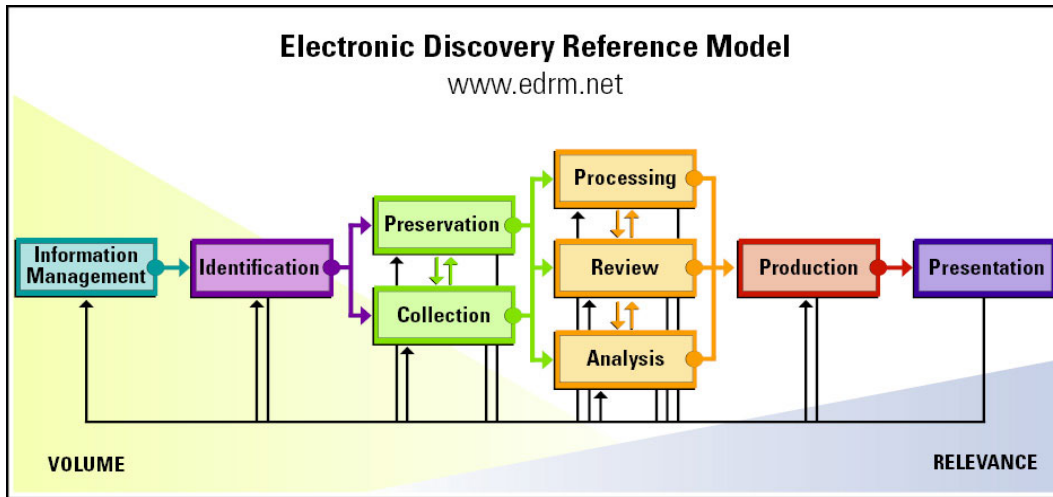 Electronic Discovery Reference Model
www.edrm.net
Information
Management
Identification
Preservation
Collection
Processing
Review
Analysis
Production
Presentation
VOLUME
RELEVANCE